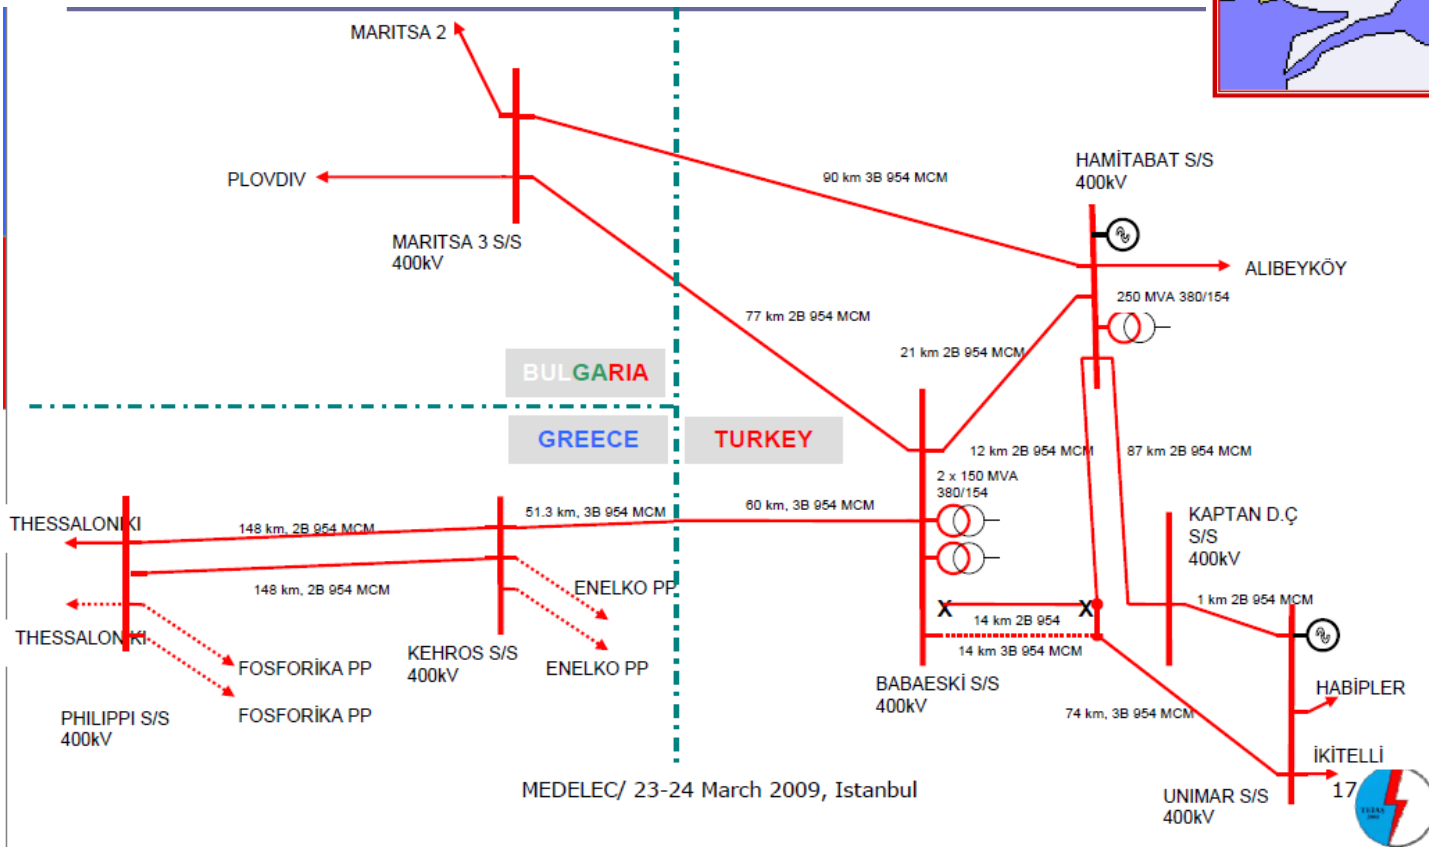 MARITSA 2
PLOVDIV
MARITSA 3 S/S
400kV
90 km 3B 954 MCM
HAMİTABAT S/S
400kV
ALIBEYKÖY
250 MVA 380/154
77 km 2B 954 MCM
21 km 2B 954 MCM
BULGARIA
GREECE
TURKEY
12 km 2B 954 MCM
87 km 2B 954 MCM
2 x 150 MVA
380/154
THESSALONIKI
148 km, 2B 954 MCM
51.3 km, 3B 954 MCM
60 km, 3B 954 MCM
KAPTAN D.Ç
S/S
400kV
148 km, 2B 954 MCM
ENELKO PP
X
X
14 km 2B 954
1 km 2B 954 MCM
THESSALONIKI
14 km 3B 954 MCM
KEHROS S/S
400kV
ENELKO PP
FOSFORİKA PP
FOSFORİKA PP
BABAESKİ S/S
400kV
HABİPLER
PHILIPPI S/S
400kV
74 km, 3B 954 MCM
İKİTELLİ
MEDELEC/ 23-24 March 2009, Istanbul
UNIMAR S/S
400kV
17